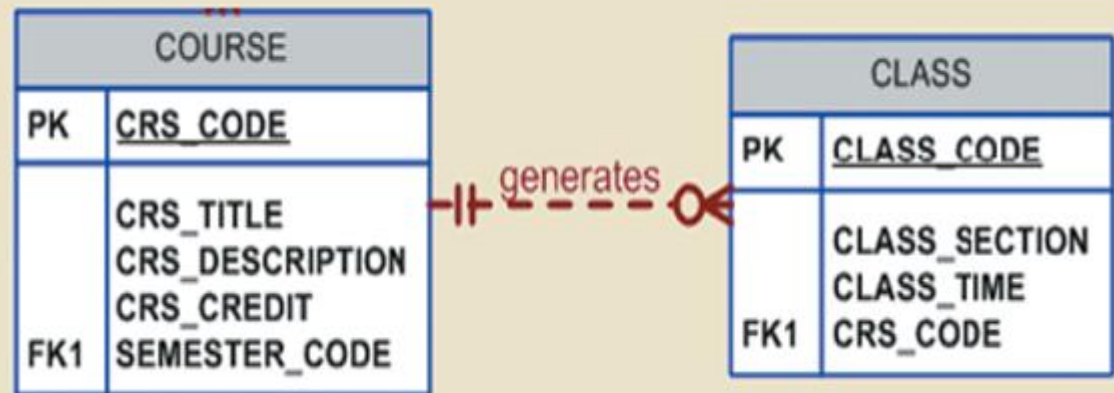 COURSE
PK CRS_CODE
CRS_TITLE
CRS_DESCRIPTION
CRS_CREDIT
FK1 SEMESTER_CODE
generates
CLASS
PK CLASS_CODE
CLASS_SECTION
CLASS_TIME
FK1 CRS_CODE